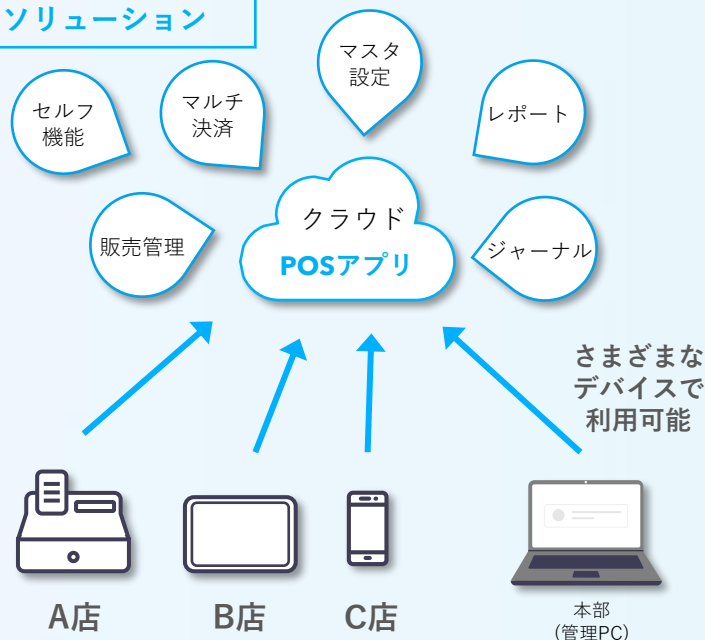 ソリューション
マスタ
設定
セルフ
機能
マルチ
決済
レポート
販売管理
クラウド
POSアプリ
ジャーナル
さまざまな
デバイスで
利用可能
A店
B店
C店
本部
(管理PC)